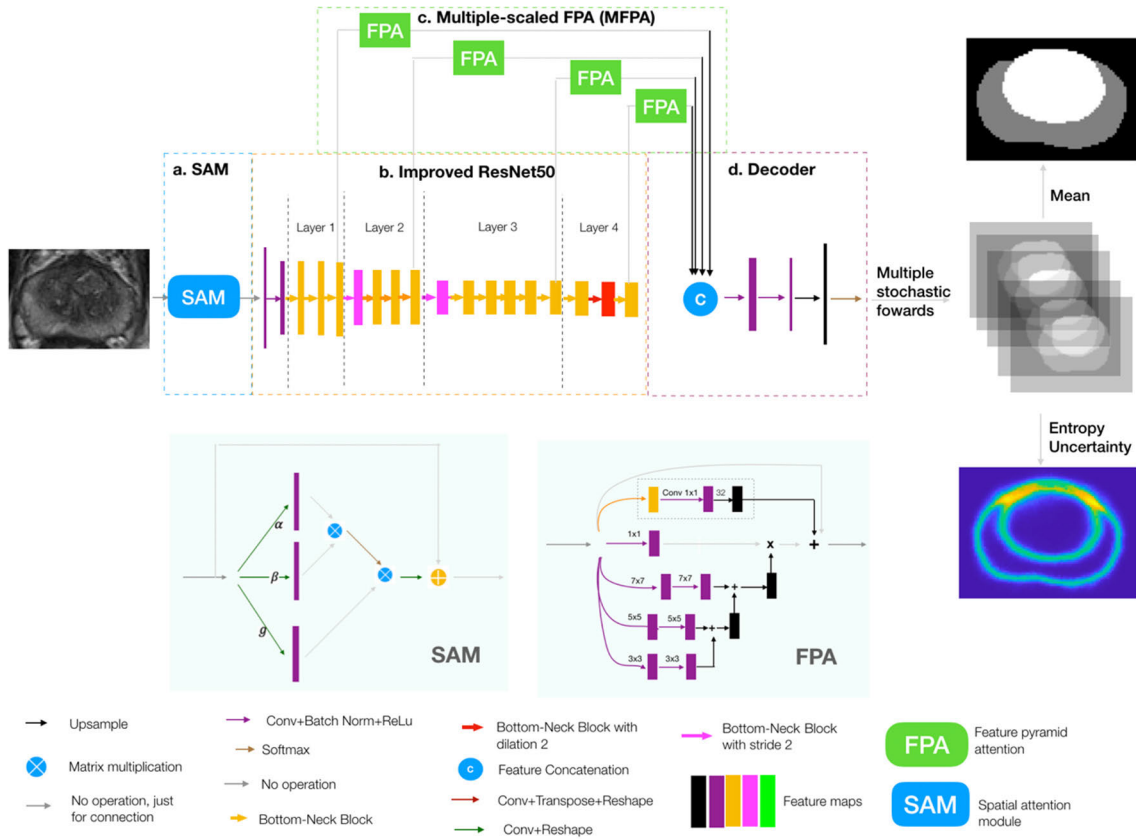 c. Multiple-scaled FPA (MFPA)
FPA
FPA
FPA
FPA
a. SAM
b. Improved ResNet50
d. Decoder
Layer 1
Layer 2
Layer 3
Layer 4
SAM
C
Multiple
stochastic
fowards
Mean
Entropy
Uncertainty
α
β
g
SAM
Conv 1x1
32
1x1
x
+
7x7
7x7
+
5x5
5x5
+
3x3
3x3
FPA
Upsample
Matrix multiplication
No operation, just
for connection
Conv+Batch Norm+ReLu
Softmax
No operation
Bottom-Neck Block
Bottom-Neck Block with
dilation 2
C
Feature Concatenation
Conv+Transpose+Reshape
Conv+Reshape
Bottom-Neck Block
with stride 2
Feature maps
FPA
Feature pyramid
attention
SAM
Spatial attention
module